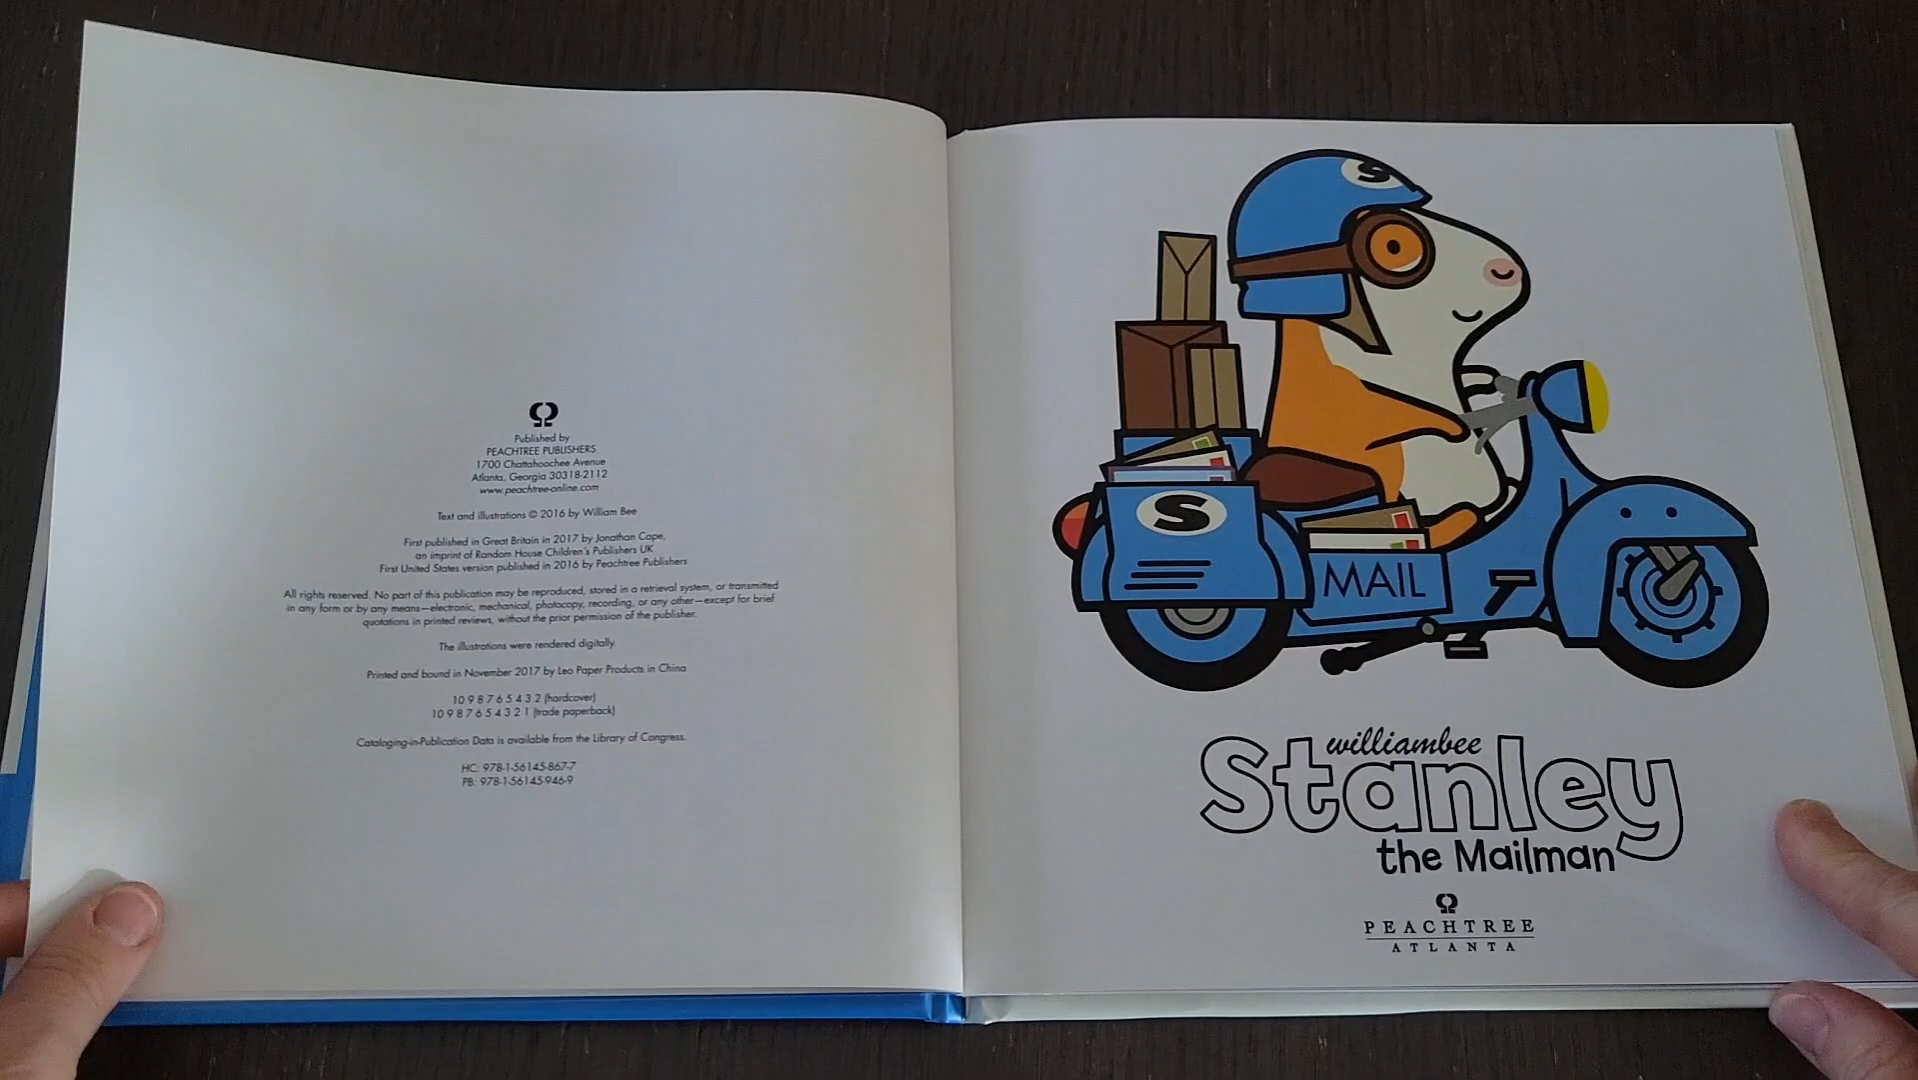 Published by
PEACHTREE PUBLISHERS
1700 Chattahoochee Avenue
Atlanta, Georgia 30318-2112
www.peachtree-online.com
Text and illustrations © 2016 by William Bee
First published in Great Britain in 2017 by Jonathan Cape,
an imprint of Random House Children's Publishers UK
First United States version published in 2016 by Peachtree Publishers
All rights reserved. No part of this publication may be reproduced, stored in a retrieval system, or transmitted
in any form or by any means—electronic, mechanical, photocopy, recording, or any other—except for brief
quotations in printed reviews, without the prior permission of the publisher.
The illustrations were rendered digitally.
Printed and bound in November 2017 by Leo Paper Products in China
10 9 8 7 6 5 4 3 2 (hardcover)
10 9 8 7 6 5 4 3 2 1 (trade paperback)
Cataloging-in-Publication Data is available from the Library of Congress.
HC: 978-1-56145-867-7
PB: 978-1-56145-946-9
S
S
MAIL
williambee
Stanley
the Mailman
PEACHTREE
ATLANTA